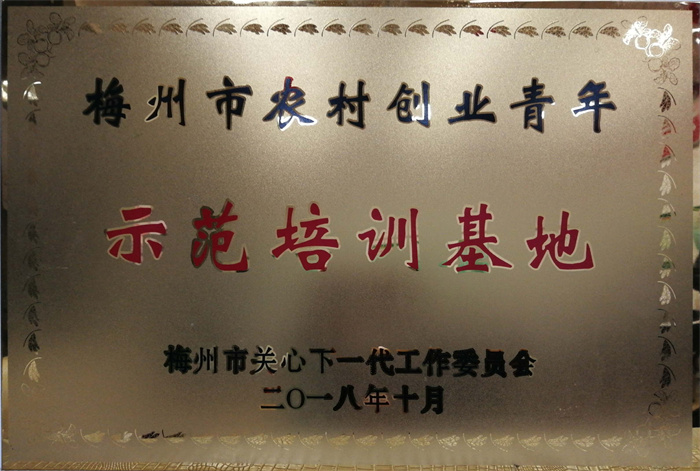 梅州市农村创业青年
示范培训基地
梅州市关心下一代工作委员会
二〇一八年十月